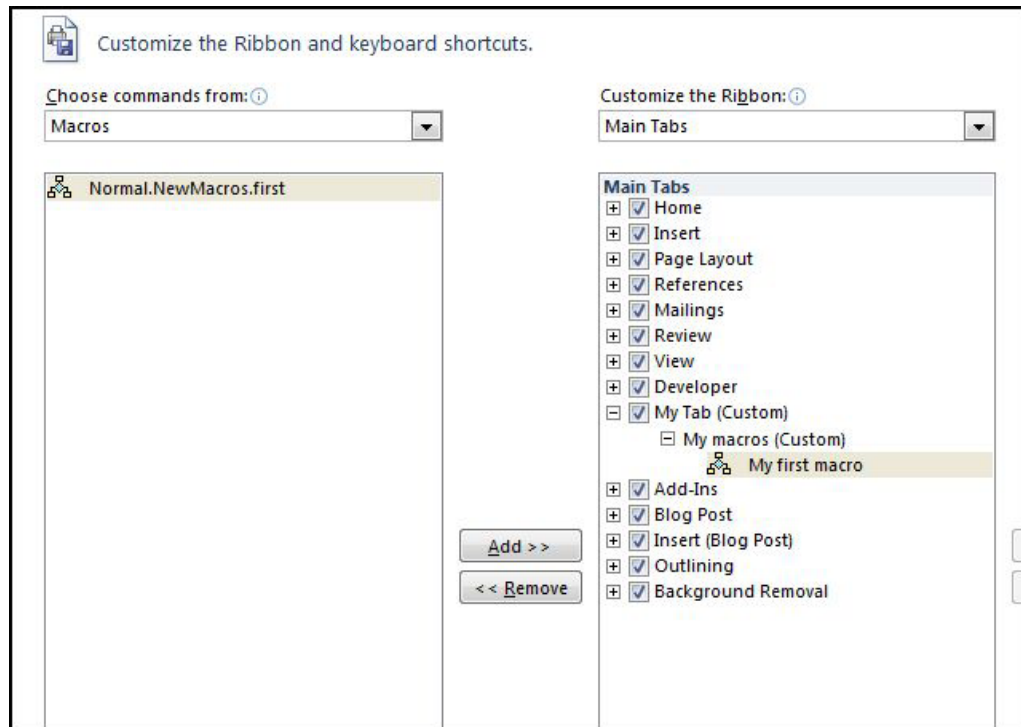 Customize the Ribbon and keyboard shortcuts.
Choose commands from:
Macros
Normal.NewMacros.first
Add >>
<< Remove
Customize the Ribbon:
Main Tabs
Main Tabs
Home
Insert
Page Layout
References
Mailings
Review
View
Developer
My Tab (Custom)
My macros (Custom)
My first macro
Add-Ins
Blog Post
Insert (Blog Post)
Outlining
Background Removal